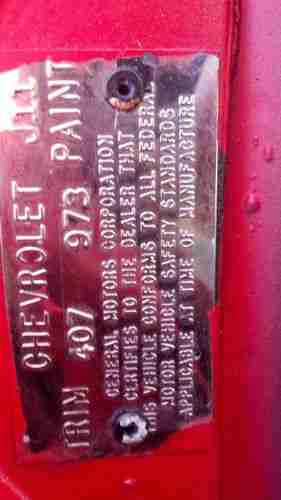 CHEVROLET
TRIM 407 973 PAINT
GENERAL MOTORS CORPORATION
CERTIFIES TO THE DEALER THAT
THIS VEHICLE CONFORMS TO ALL FEDERAL
MOTOR VEHICLE SAFETY STANDARDS
APPLICABLE AT TIME OF MANUFACTURE